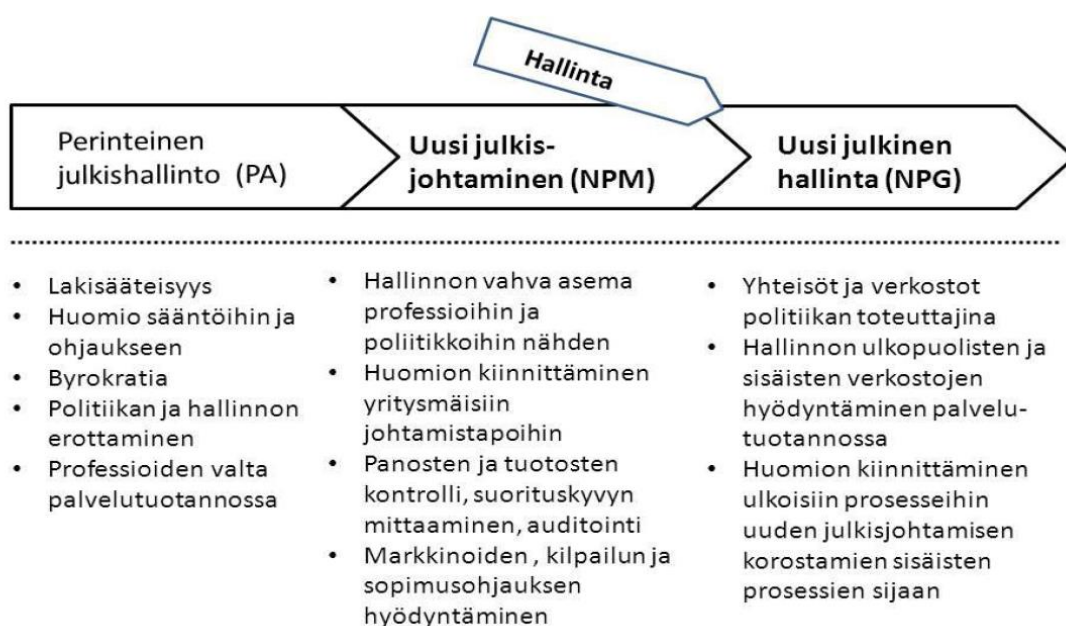 Hallinta
Perinteinen
julkishallinto (PA)
Uusi julkis-
johtaminen (NPM)
Uusi julkinen
hallinta (NPG)
• Lakisääteisyys
• Huomio sääntöihin ja
ohjaukseen
• Byrokratia
• Politiikan ja hallinnon
erottaminen
• Professioiden valta
palvelutuotannossa
• Hallinnon vahva asema
professioihin ja
poliitikkoihin nähden
• Huomion kiinnittäminen
yritysmäisiin
johtamistapoihin
• Panosten ja tuotosten
kontrolli, suorituskyvyn
mittaaminen, auditointi
• Markkinoiden , kilpailun ja
sopimusohjauksen
hyödyntäminen
• Yhteisöt ja verkostot
politiikan toteuttajina
• Hallinnon ulkopuolisten ja
sisäisten verkostojen
hyödyntäminen palvelu-
tuotannossa
• Huomion kiinnittäminen
ulkoisiin prosesseihin
uuden julkisjohtamisen
korostamien sisäisten
prosessien sijaan